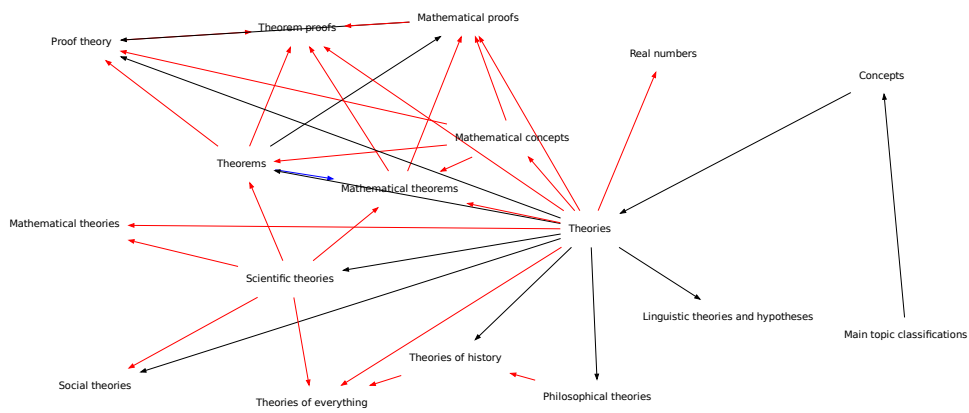 Mathematical proofs
Theorem proofs
Proof theory
Real numbers
Concepts
Mathematical concepts
Theorems
Mathematical theorems
Mathematical theories
Theories
Scientific theories
Linguistic theories and hypotheses
Main topic classifications
Theories of history
Social theories
Philosophical theories
Theories of everything